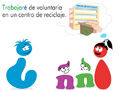 Trabajaré de voluntaria
en un centro de reciclaje.